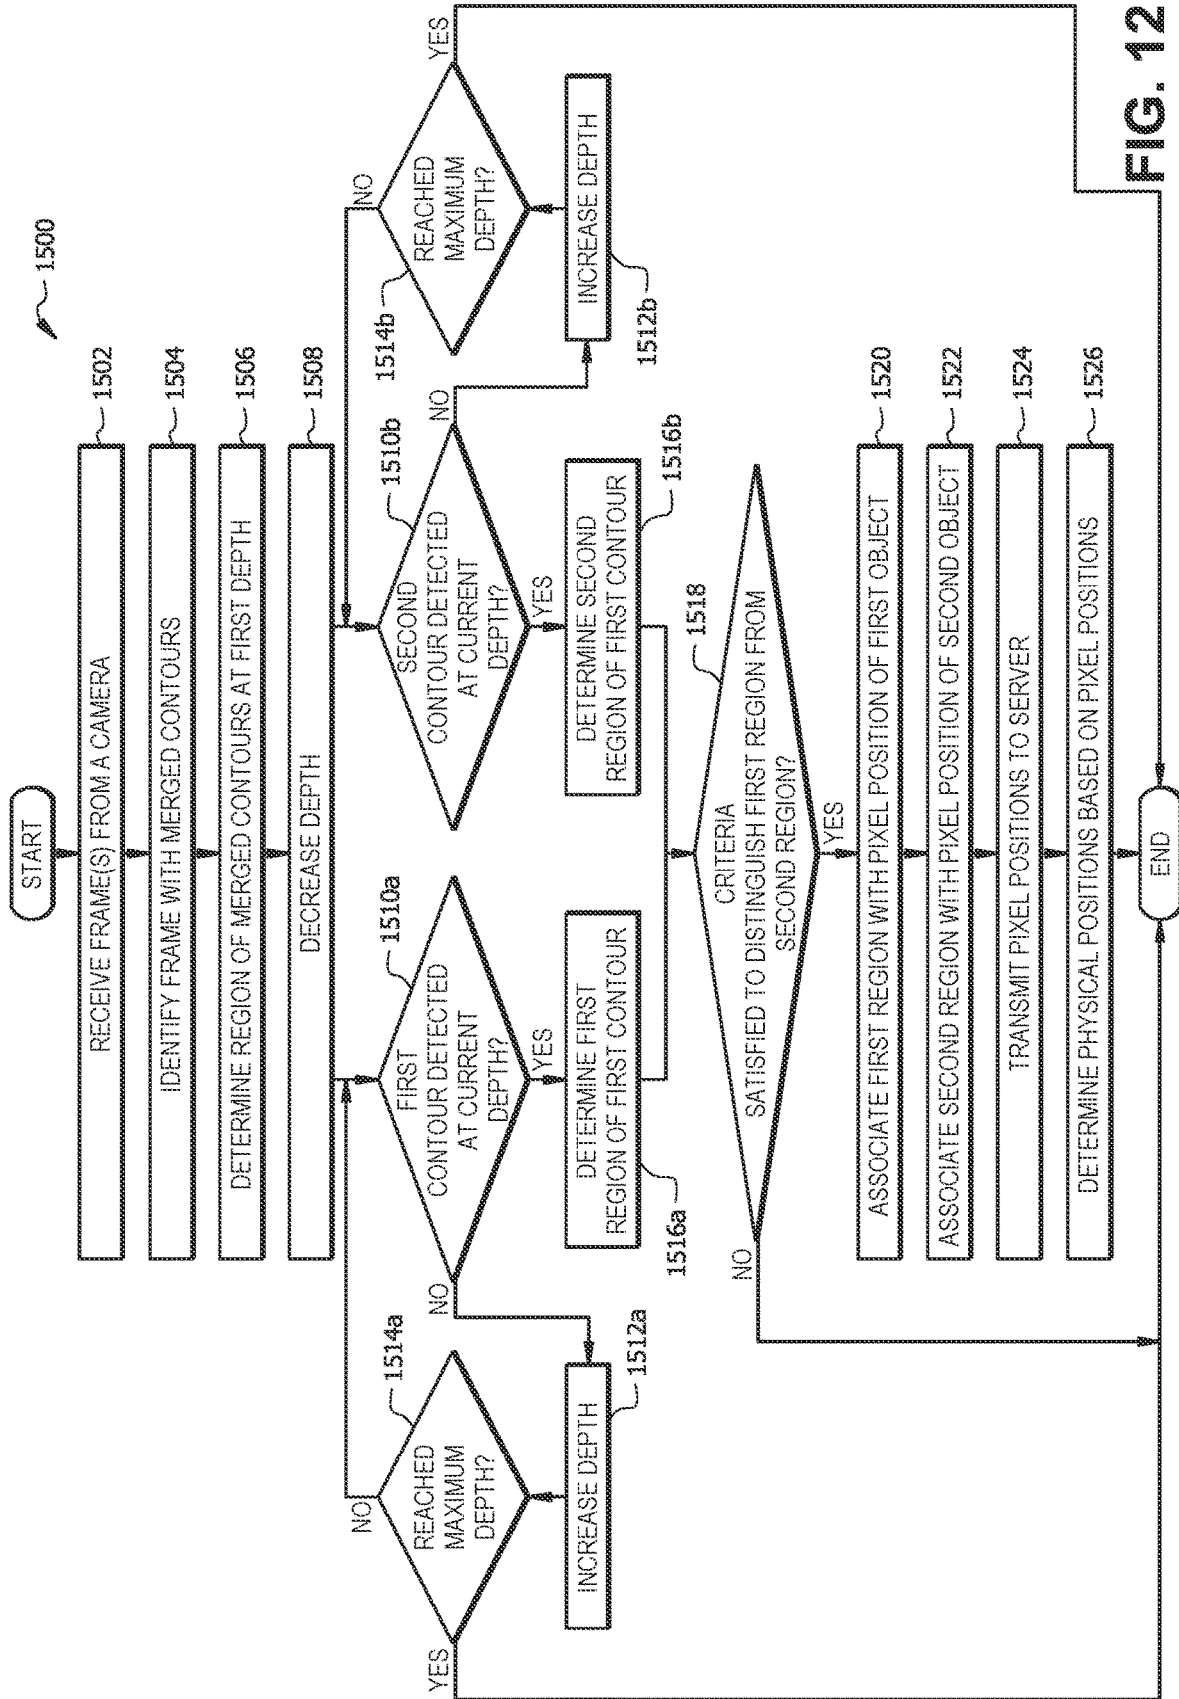 1500
START
RECEIVE FRAME(S) FROM A CAMERA
1502
IDENTIFY FRAME WITH MERGED CONTOURS
1504
DETERMINE REGION OF MERGED CONTOURS AT FIRST DEPTH
1506
DECREASE DEPTH
1508
FIRST
CONTOUR DETECTED
AT CURRENT
DEPTH?
1510a
NO
YES
INCREASE DEPTH
1512a
REACHED
MAXIMUM
DEPTH?
1514a
NO
YES
DETERMINE FIRST
REGION OF FIRST CONTOUR
1516a
SECOND
CONTOUR DETECTED
AT CURRENT
DEPTH?
1510b
NO
YES
INCREASE DEPTH
1512b
REACHED
MAXIMUM
DEPTH?
1514b
NO
YES
DETERMINE SECOND
REGION OF FIRST CONTOUR
1516b
CRITERIA
SATISFIED TO DISTINGUISH FIRST REGION FROM
SECOND REGION?
1518
NO
YES
ASSOCIATE FIRST REGION WITH PIXEL POSITION OF FIRST OBJECT
1520
ASSOCIATE SECOND REGION WITH PIXEL POSITION OF SECOND OBJECT
1522
TRANSMIT PIXEL POSITIONS TO SERVER
1524
DETERMINE PHYSICAL POSITIONS BASED ON PIXEL POSITIONS
1526
END
FIG. 12